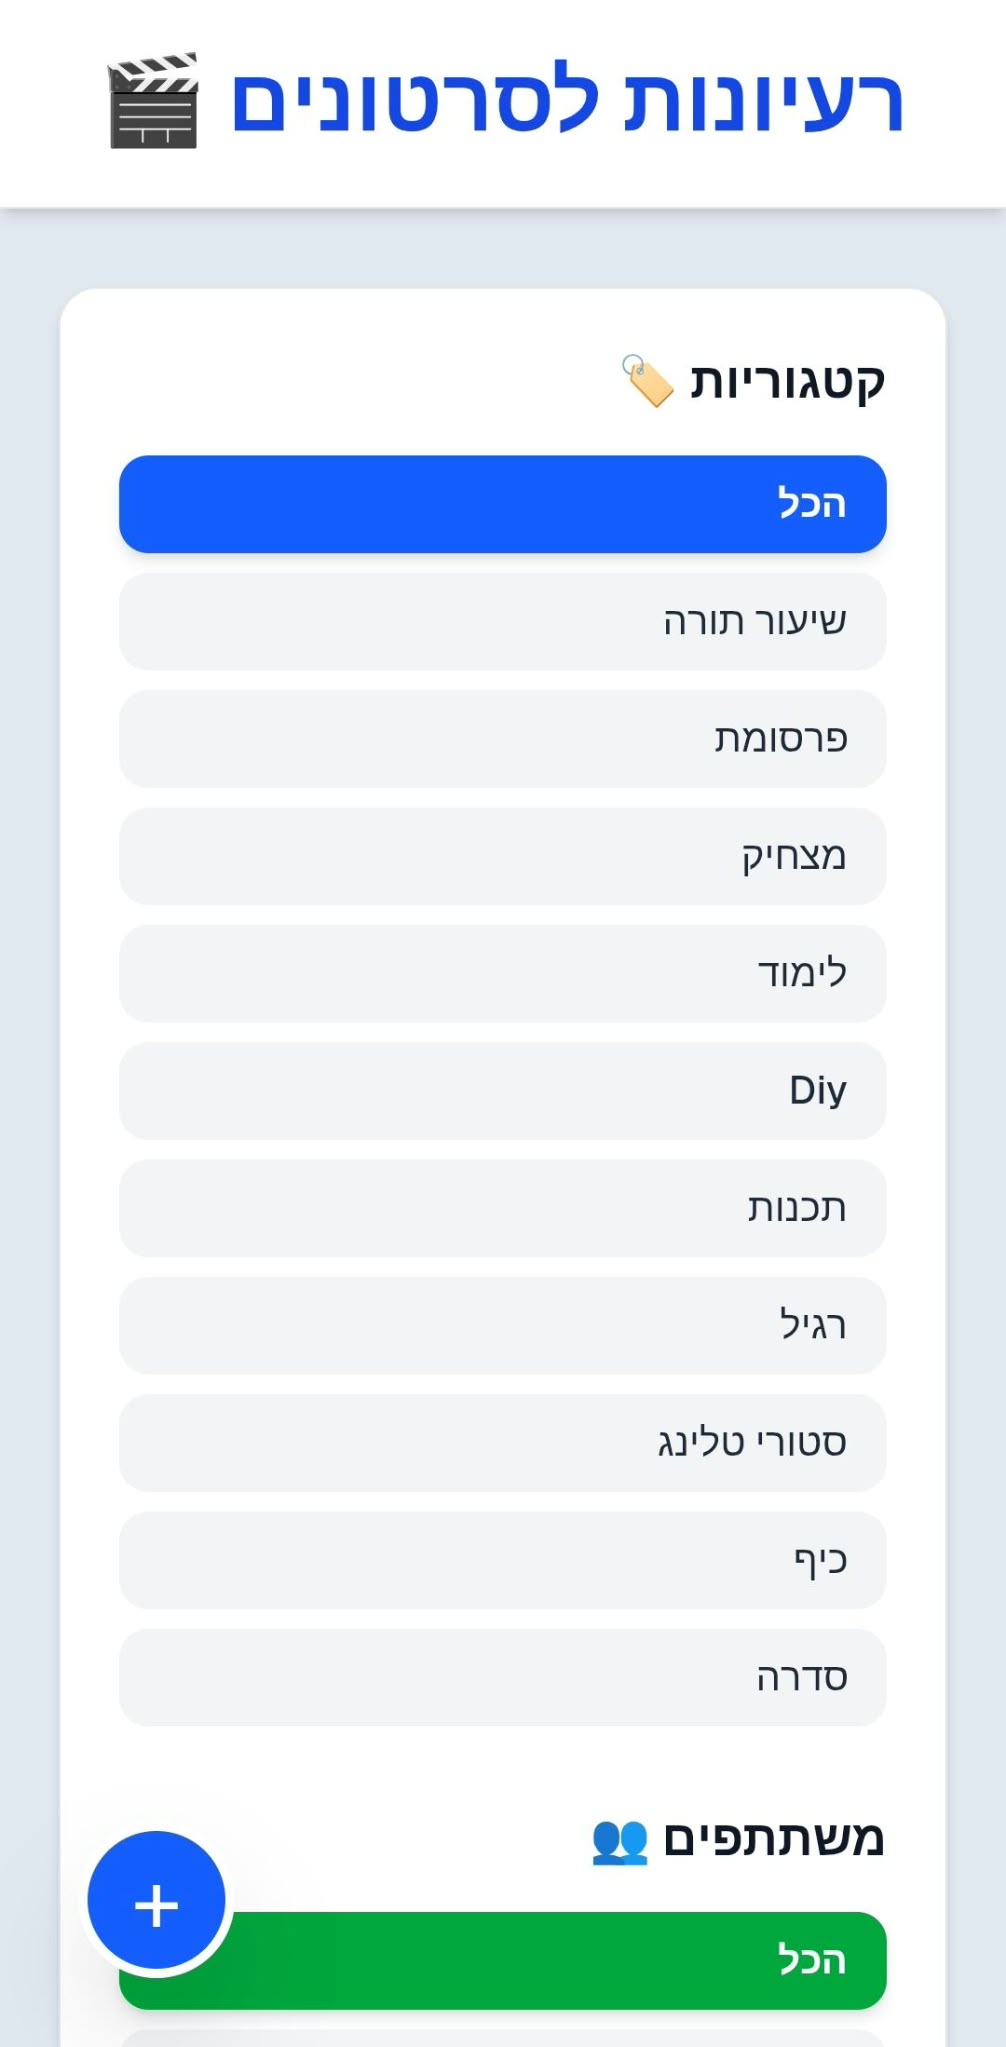 רעיונות לסרטונים 🎬
קטגוריות 🏷️
הכל
שיעור תורה
פרסומת
מצחיק
לימוד
Diy
תכנות
רגיל
סטורי טלינג
כיף
סדרה
משתתפים 👥
הכל
+